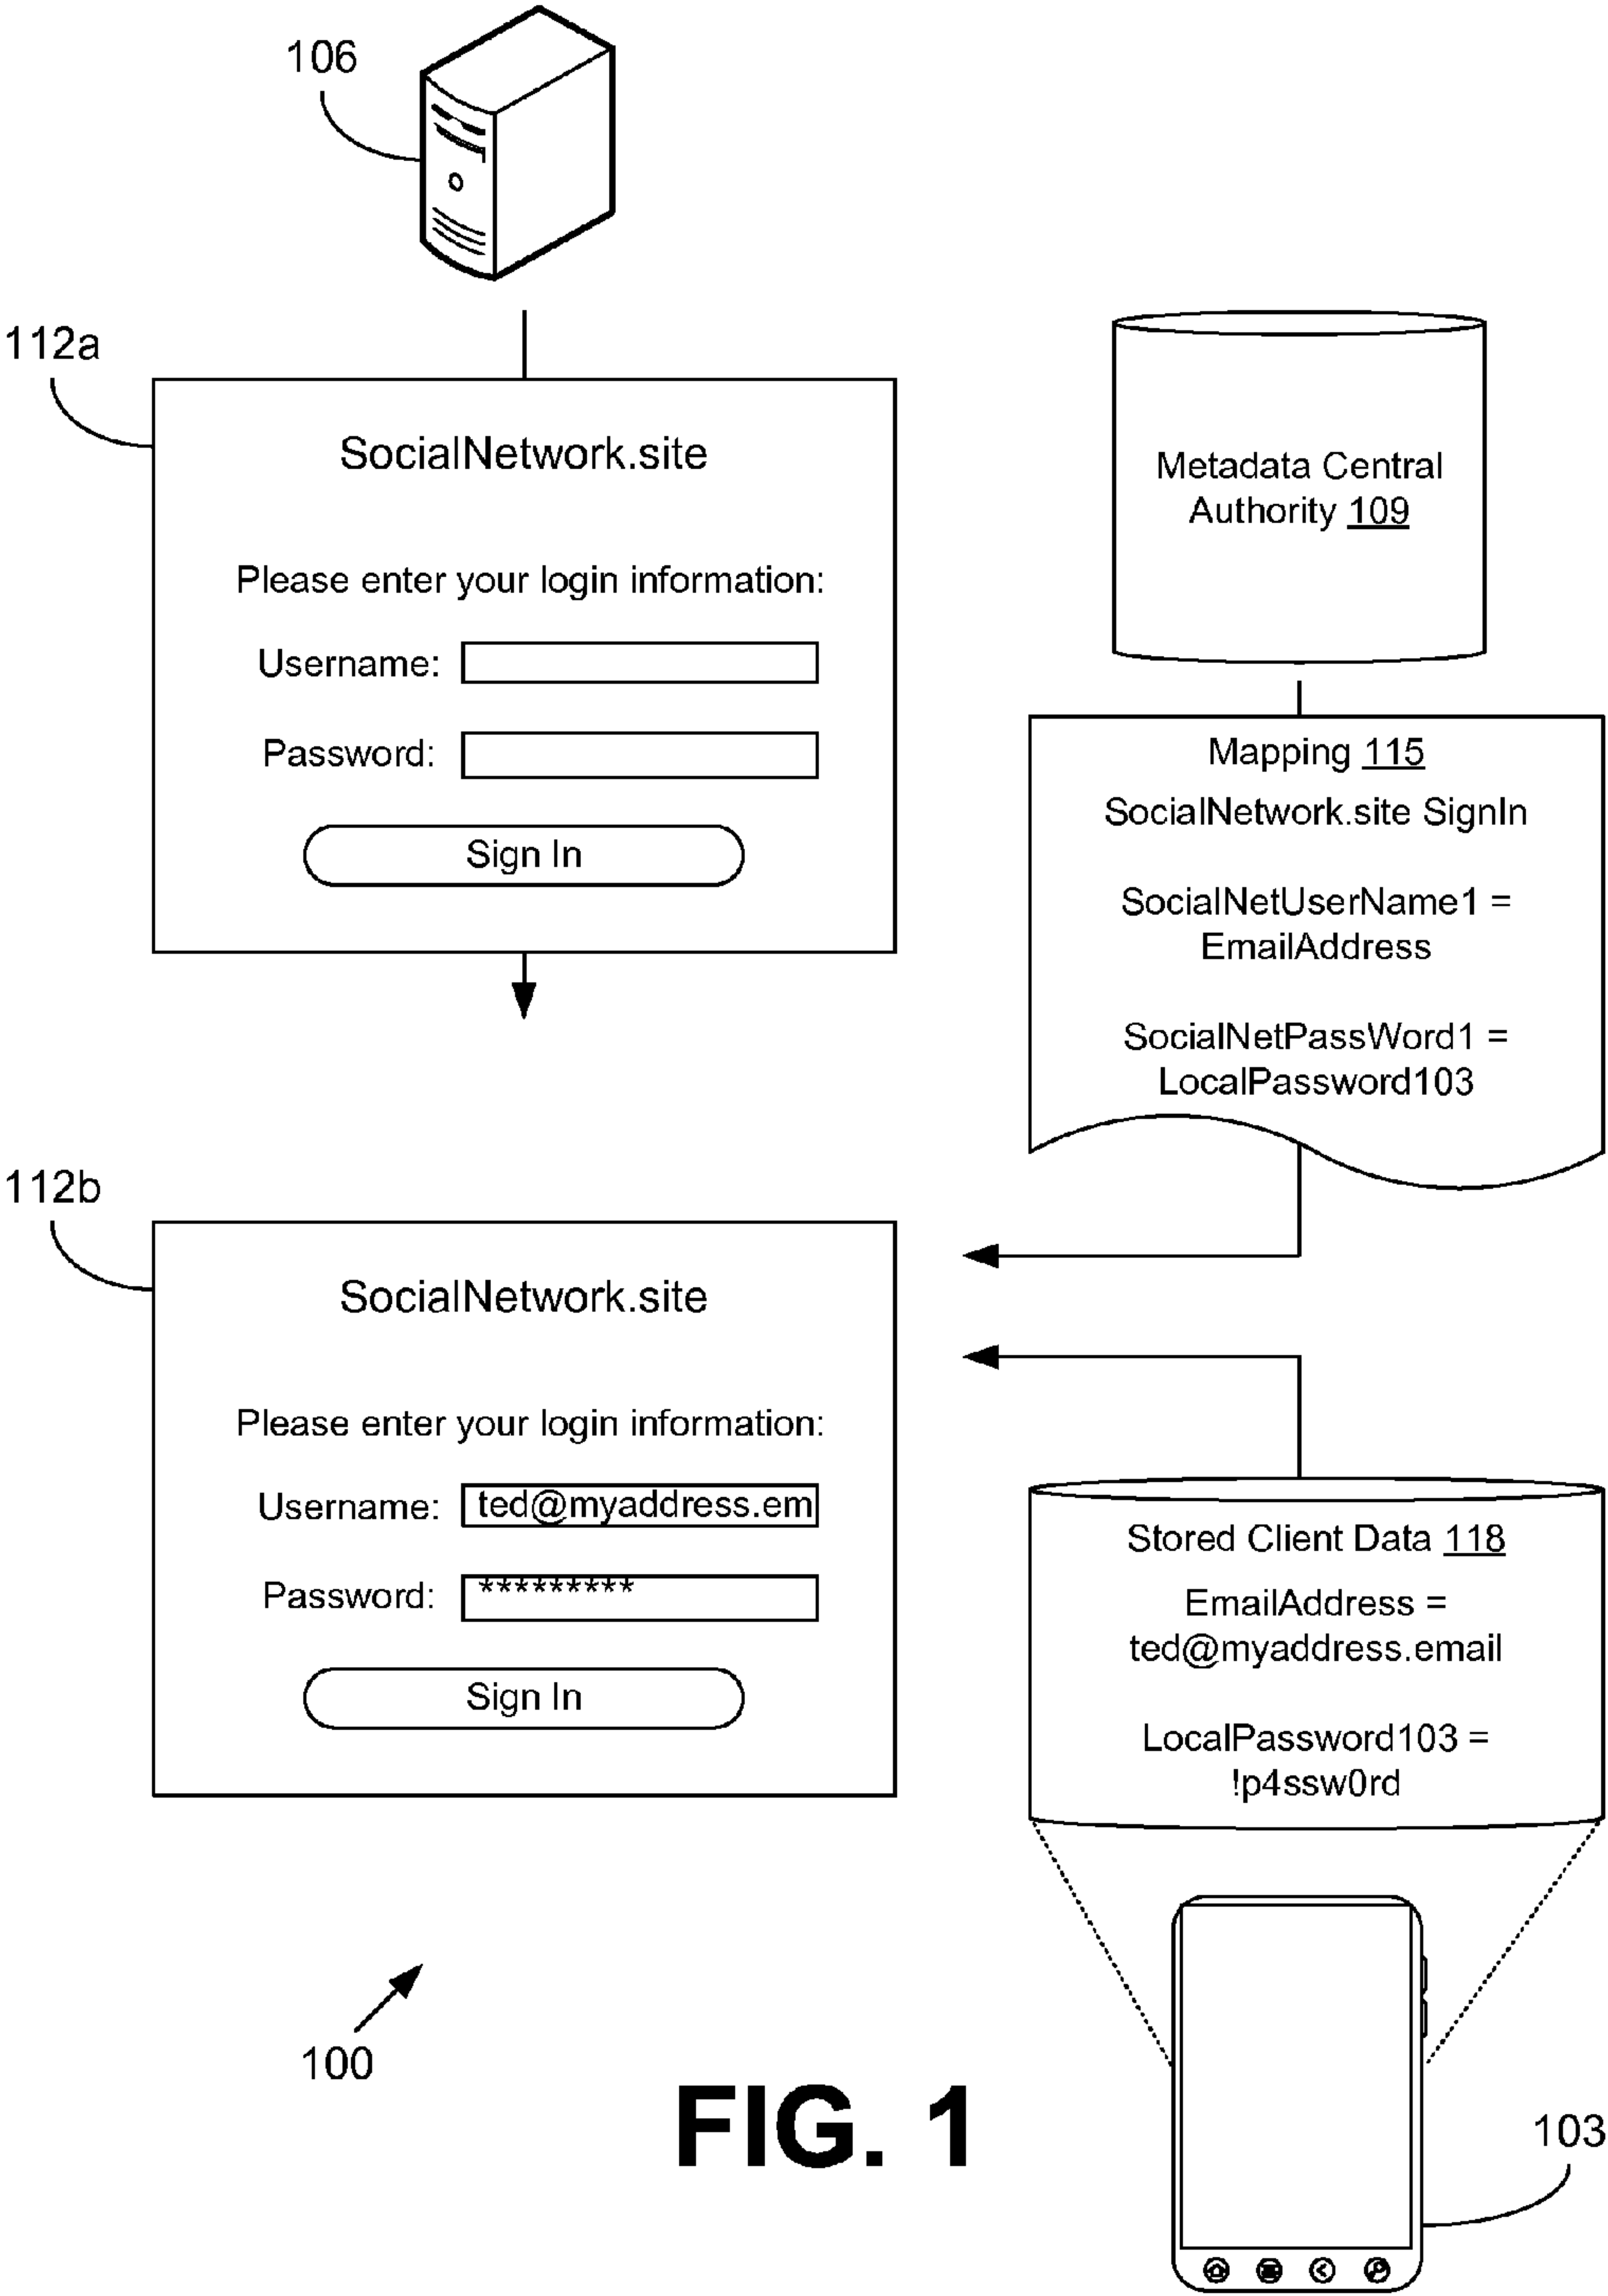 106
112a
SocialNetwork.site
Please enter your login information:
Username:
Password:
Sign In
Metadata Central
Authority 109
Mapping 115
SocialNetwork.site SignIn
SocialNetUserName1 =
EmailAddress
SocialNetPassWord1 =
LocalPassword103
112b
SocialNetwork.site
Please enter your login information:
Username: ted@myaddress.em
Password: *********
Sign In
Stored Client Data 118
EmailAddress =
ted@myaddress.email
LocalPassword103 =
!p4ssw0rd
100
FIG. 1
103